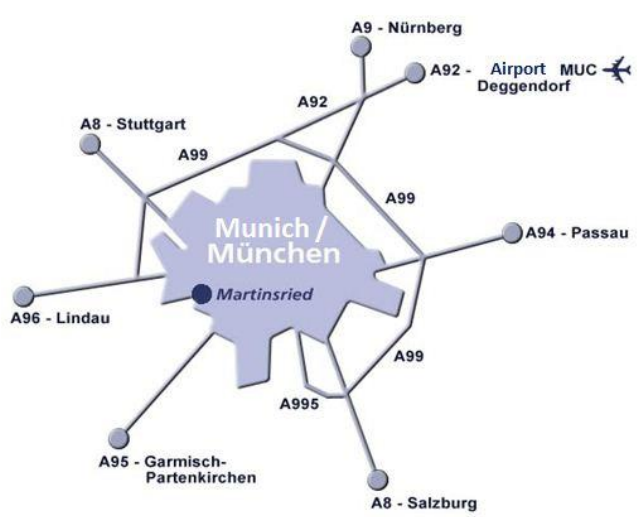 A9 - Nürnberg
A92 - Airport MUC
Deggendorf
A92
A8 - Stuttgart
A99
A99
Munich /
München
A94 - Passau
Martinsried
A96 - Lindau
A99
A995
A95 - Garmisch-
Partenkirchen
A8 - Salzburg